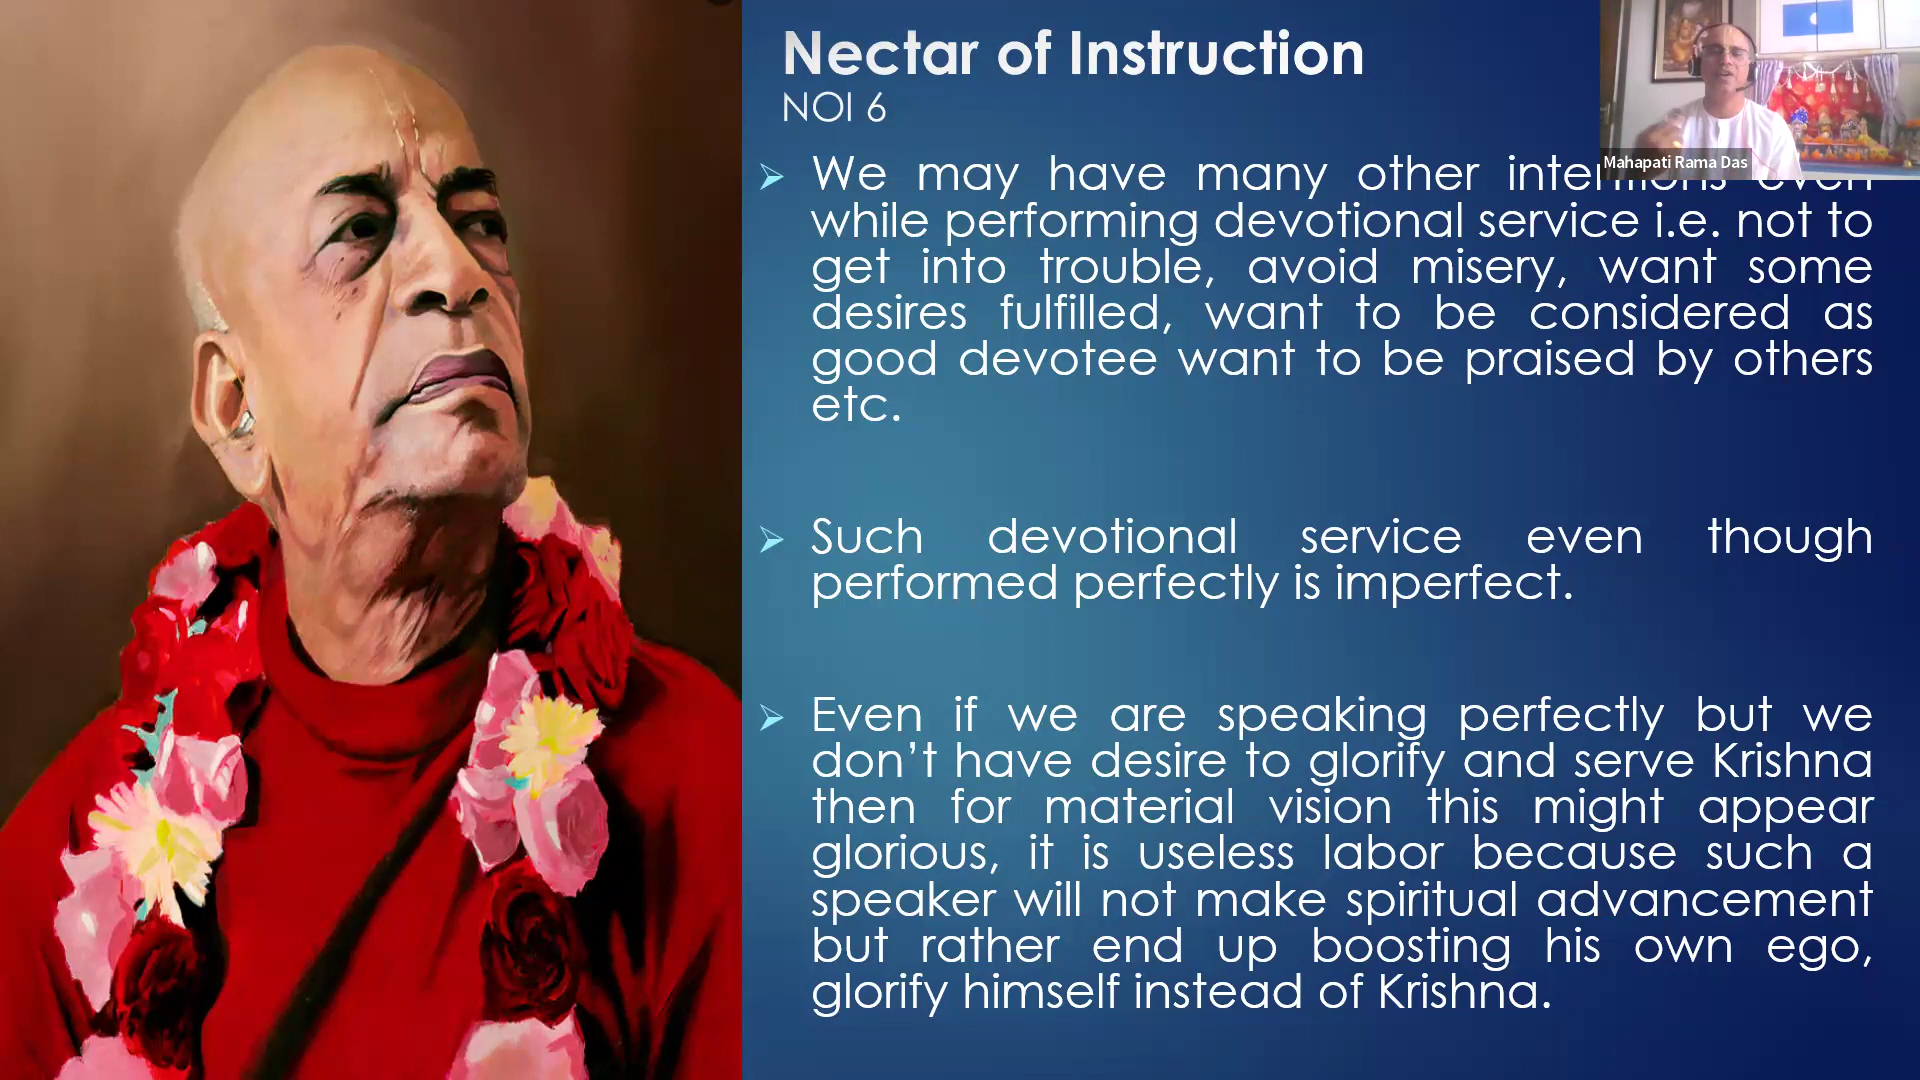 Nectar of Instruction
NOI 6
Mahapati Rama Das
➢ We may have many other intentions even
while performing devotional service i.e. not to
get into trouble, avoid misery, want some
desires fulfilled, want to be considered as
good devotee want to be praised by others
etc.
➢ Such devotional service even though
performed perfectly is imperfect.
➢ Even if we are speaking perfectly but we
don’t have desire to glorify and serve Krishna
then for material vision this might appear
glorious, it is useless labor because such a
speaker will not make spiritual advancement
but rather end up boosting his own ego,
glorify himself instead of Krishna.